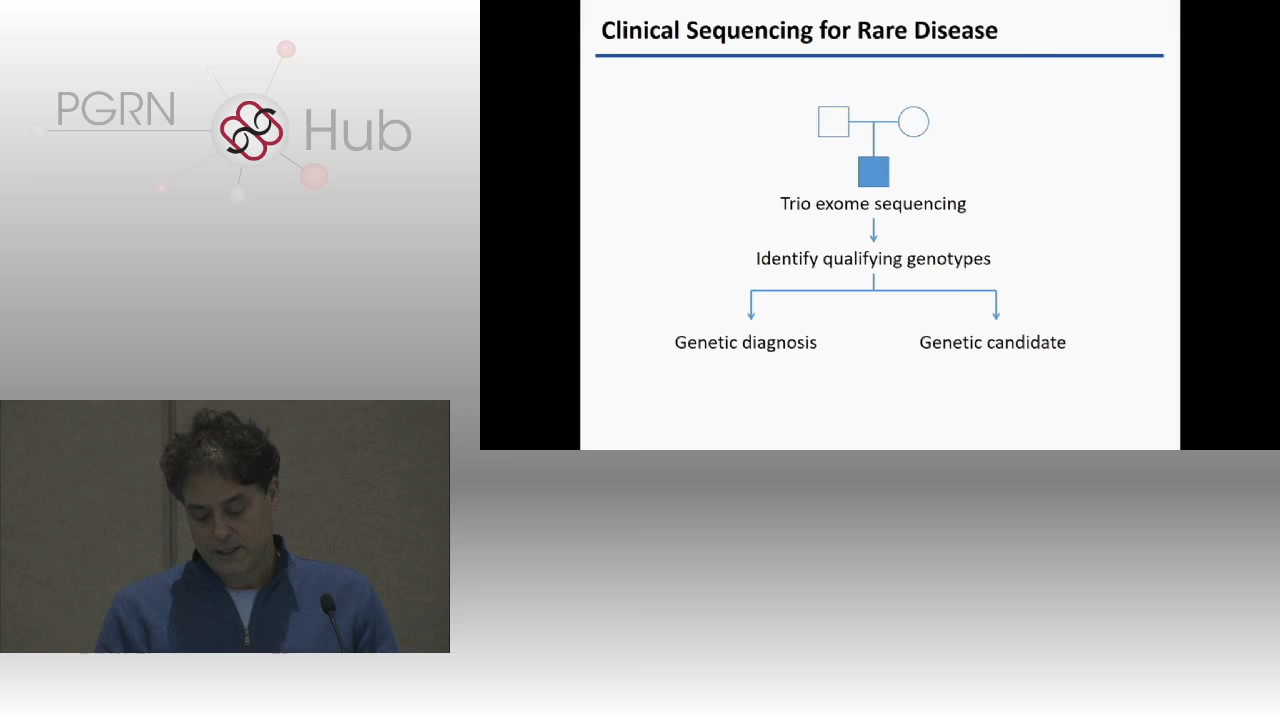 PGRN
Hub
Clinical Sequencing for Rare Disease
Trio exome sequencing
Identify qualifying genotypes
Genetic diagnosis
Genetic candidate